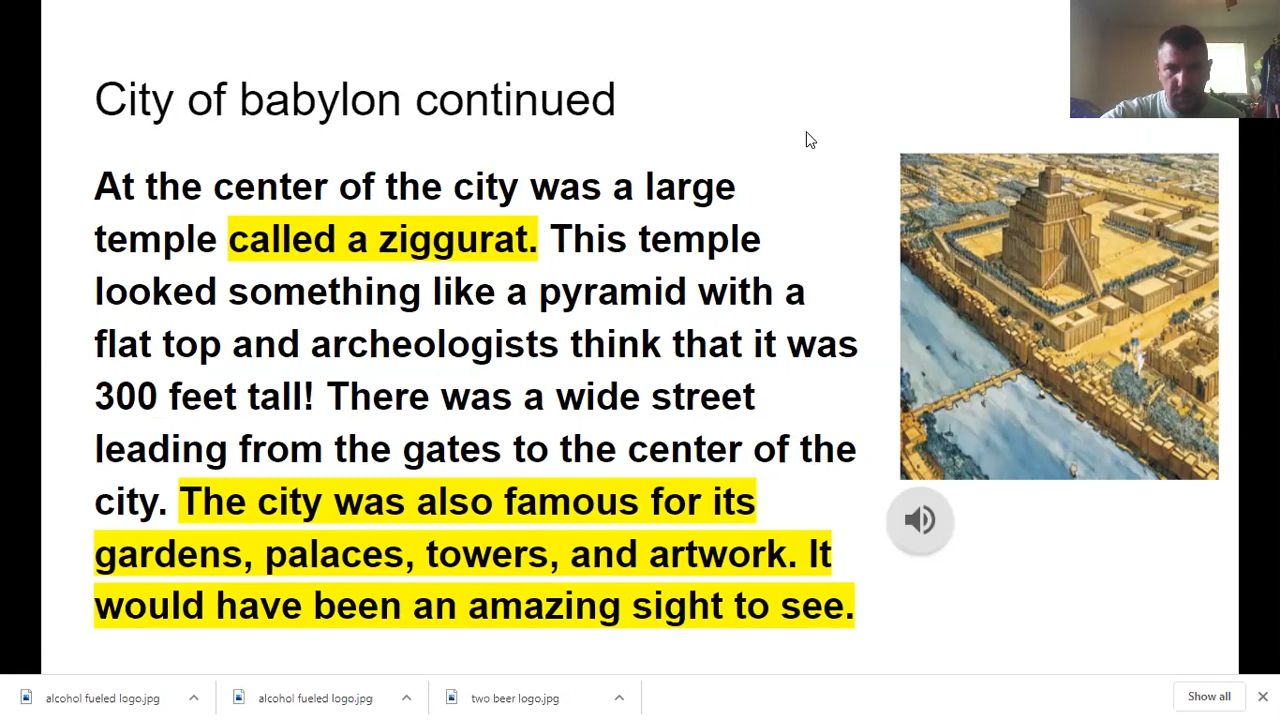 City of babylon continued
At the center of the city was a large
temple called a ziggurat. This temple
looked something like a pyramid with a
flat top and archeologists think that it was
300 feet tall! There was a wide street
leading from the gates to the center of the
city. The city was also famous for its
gardens, palaces, towers, and artwork. It
would have been an amazing sight to see.
alcohol fueled logo.jpg
alcohol fueled logo.jpg
two beer logo.jpg
Show all